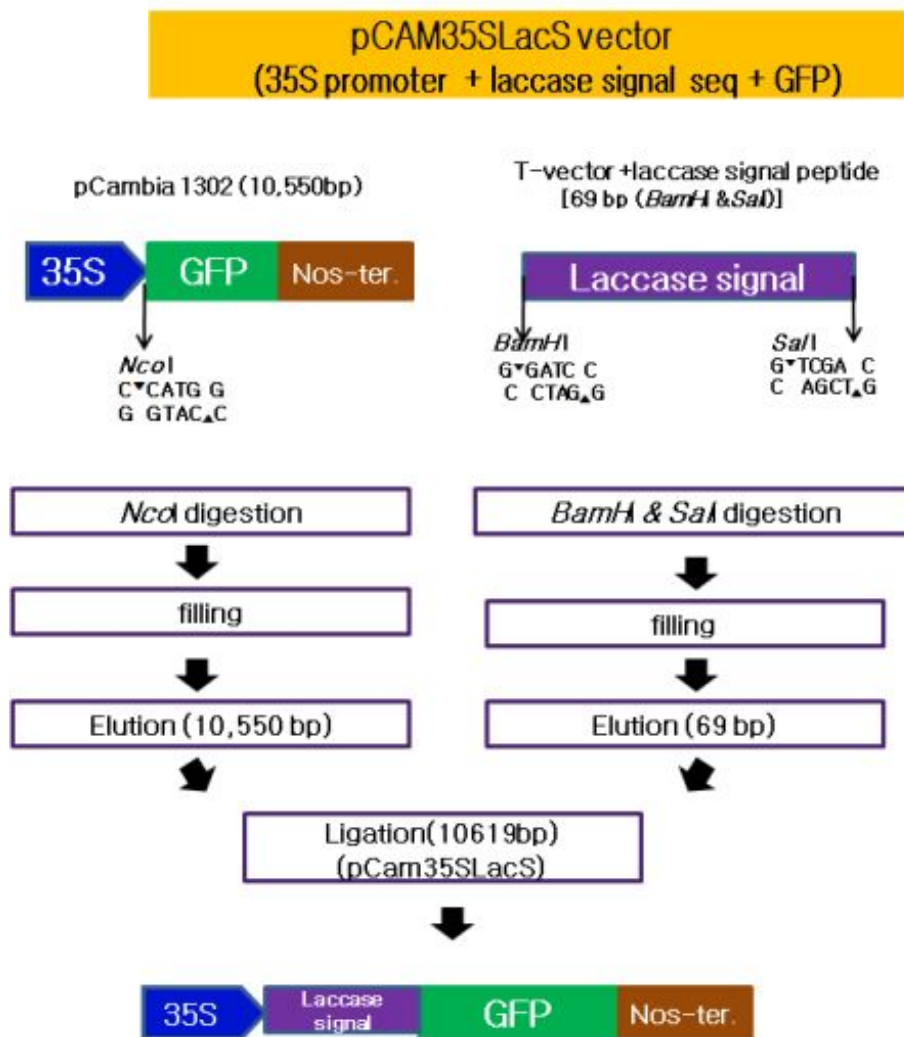 pCAM35SLacS vector
(35S promoter + laccase signal seq + GFP)
pCambia 1302 (10,550bp)
35S GFP Nos-ter.
NcoI
C▼CATG G
G GTAC▲C
T-vector +laccase signal peptide
[69 bp (BamHI &SalI)]
Laccase signal
BamHI
G▼GATC C
C CTAG▲G
SalI
G▼TCGA C
C AGCT▲G
NcoI digestion
filling
Elution (10,550 bp)
BamHI & SalI digestion
filling
Elution (69 bp)
Ligation(10619bp)
(pCam35SLacS)
35S Laccase signal GFP Nos-ter.